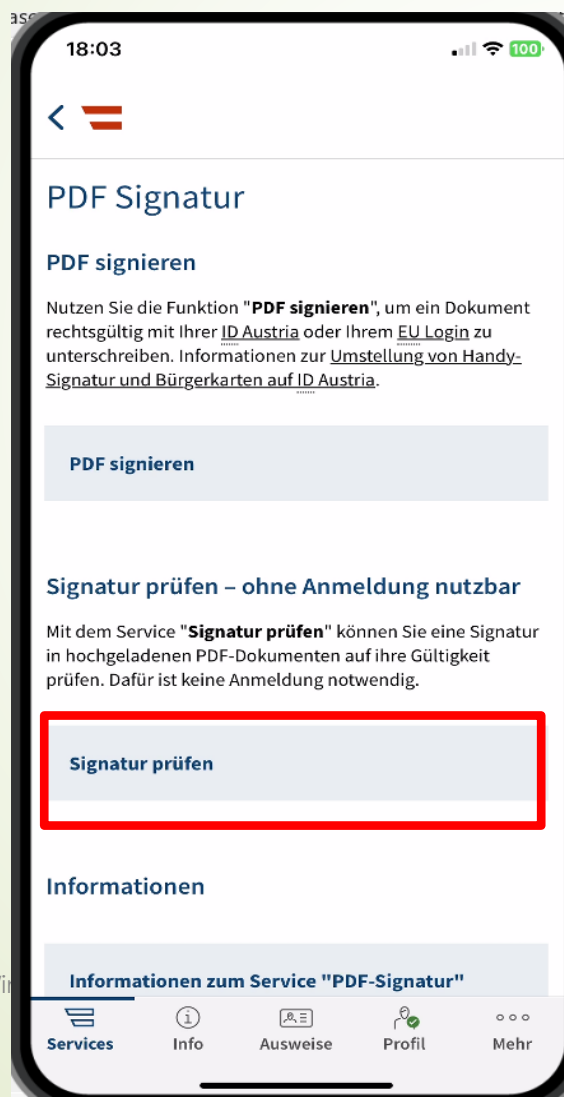 18:03
100
PDF Signatur
PDF signieren
Nutzen Sie die Funktion "PDF signieren", um ein Dokument
rechtsgültig mit Ihrer ID Austria oder Ihrem EU Login zu
unterschreiben. Informationen zur Umstellung von Handy-
Signatur und Bürgerkarten auf ID Austria.
PDF signieren
Signatur prüfen – ohne Anmeldung nutzbar
Mit dem Service "Signatur prüfen" können Sie eine Signatur
in hochgeladenen PDF-Dokumenten auf ihre Gültigkeit
prüfen. Dafür ist keine Anmeldung notwendig.
Signatur prüfen
Informationen
Informationen zum Service "PDF-Signatur"
Services
Info
Ausweise
Profil
Mehr